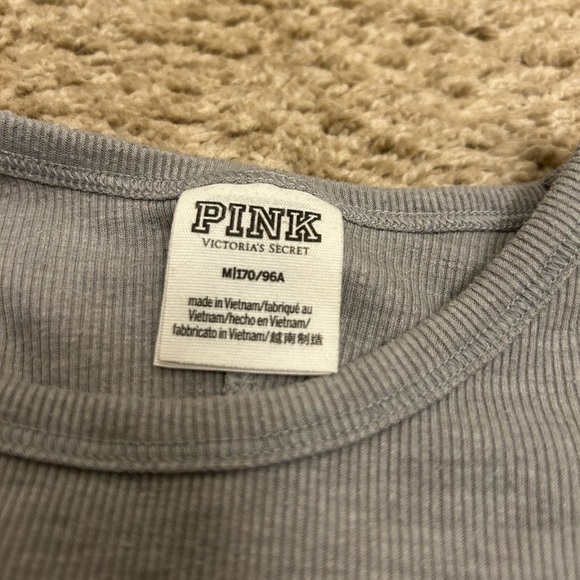 PINK
VICTORIA'S SECRET
M|170/96A
made in Vietnam/fabriqué au
Vietnam/hecho en Vietnam/
fabbricato in Vietnam/越南制造